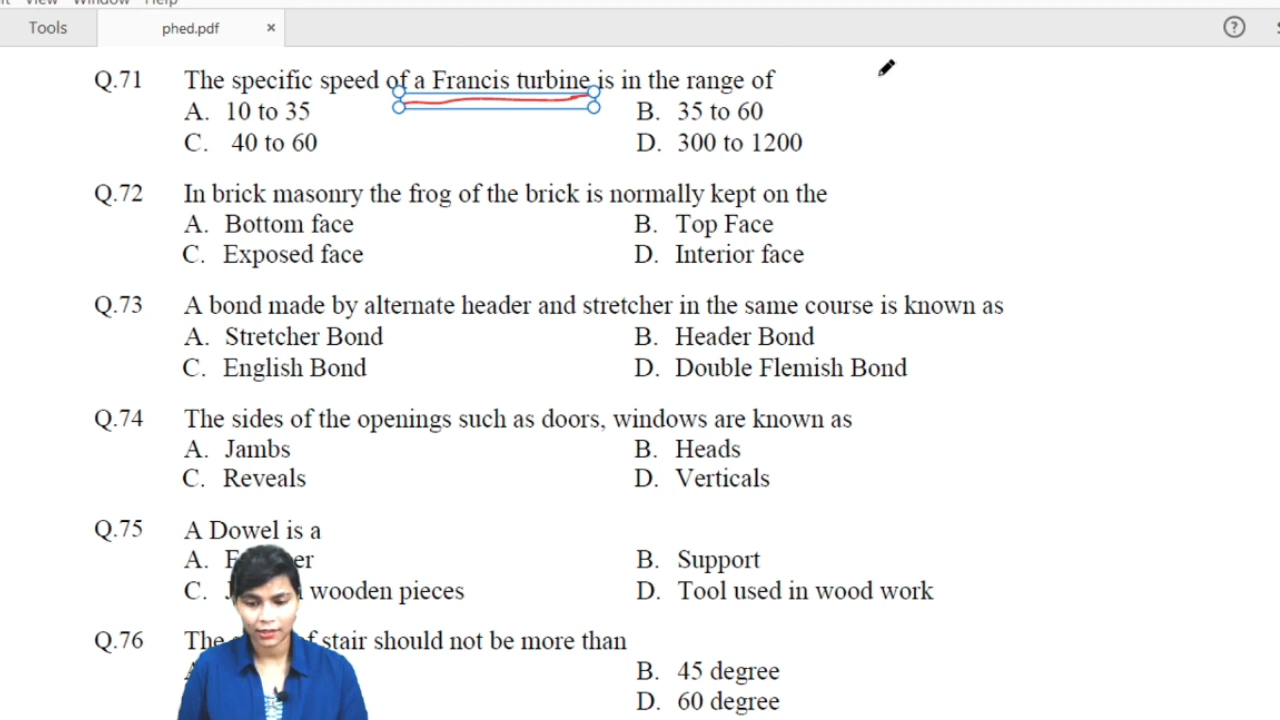 View Window Help
Tools phed.pdf ×
Q.71 The specific speed of a Francis turbine is in the range of
A. 10 to 35 B. 35 to 60
C. 40 to 60 D. 300 to 1200
Q.72 In brick masonry the frog of the brick is normally kept on the
A. Bottom face B. Top Face
C. Exposed face D. Interior face
Q.73 A bond made by alternate header and stretcher in the same course is known as
A. Stretcher Bond B. Header Bond
C. English Bond D. Double Flemish Bond
Q.74 The sides of the openings such as doors, windows are known as
A. Jambs B. Heads
C. Reveals D. Verticals
Q.75 A Dowel is a
A. B. Support
C. wooden pieces D. Tool used in wood work
Q.76 The of stair should not be more than
B. 45 degree
D. 60 degree